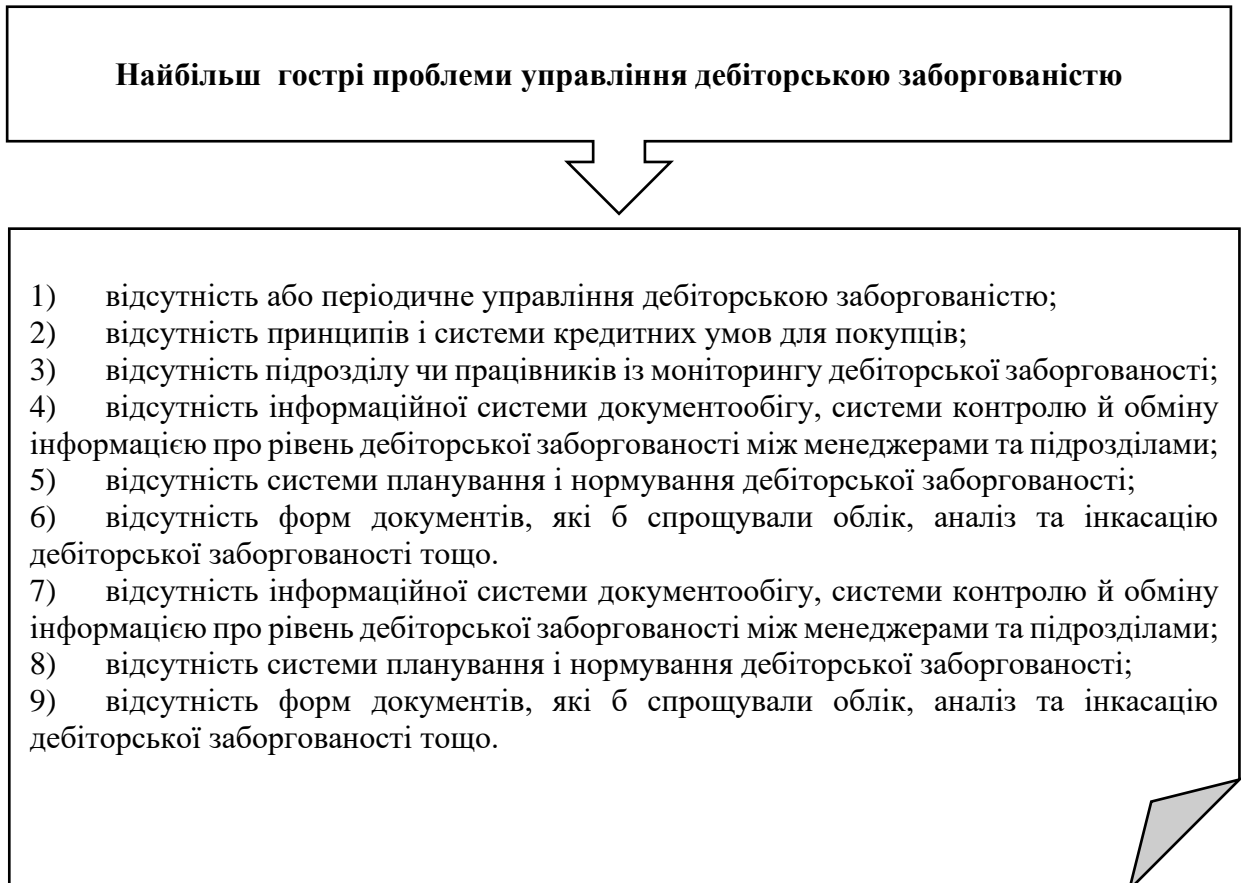 Найбільш гострі проблеми управління дебіторською заборгованістю
1) відсутність або періодичне управління дебіторською заборгованістю;
2) відсутність принципів і системи кредитних умов для покупців;
3) відсутність підрозділу чи працівників із моніторингу дебіторської заборгованості;
4) відсутність інформаційної системи документообігу, системи контролю й обміну
інформацією про рівень дебіторської заборгованості між менеджерами та підрозділами;
5) відсутність системи планування і нормування дебіторської заборгованості;
6) відсутність форм документів, які б спрощували облік, аналіз та інкасацію
дебіторської заборгованості тощо.
7) відсутність інформаційної системи документообігу, системи контролю й обміну
інформацією про рівень дебіторської заборгованості між менеджерами та підрозділами;
8) відсутність системи планування і нормування дебіторської заборгованості;
9) відсутність форм документів, які б спрощували облік, аналіз та інкасацію
дебіторської заборгованості тощо.